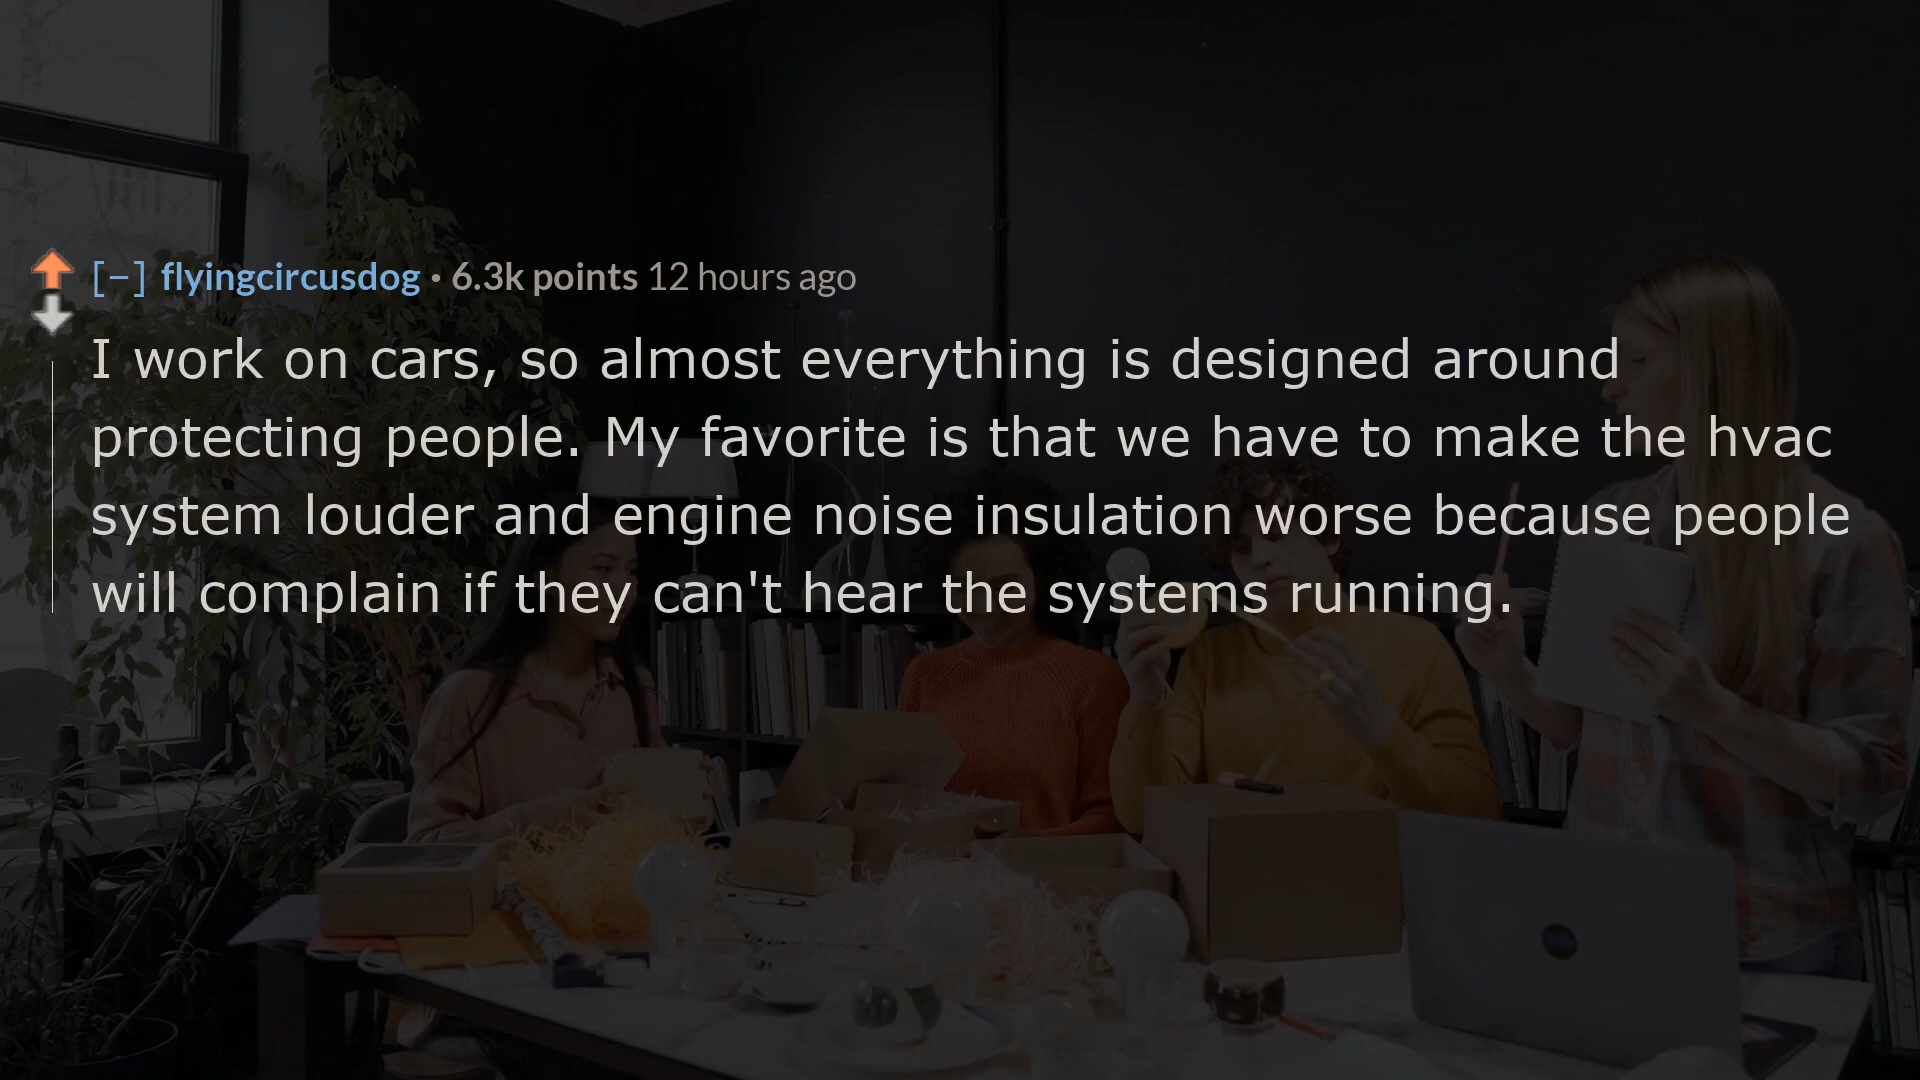 [–] flyingcircusdog · 6.3k points 12 hours ago
I work on cars, so almost everything is designed around
protecting people. My favorite is that we have to make the hvac
system louder and engine noise insulation worse because people
will complain if they can't hear the systems running.